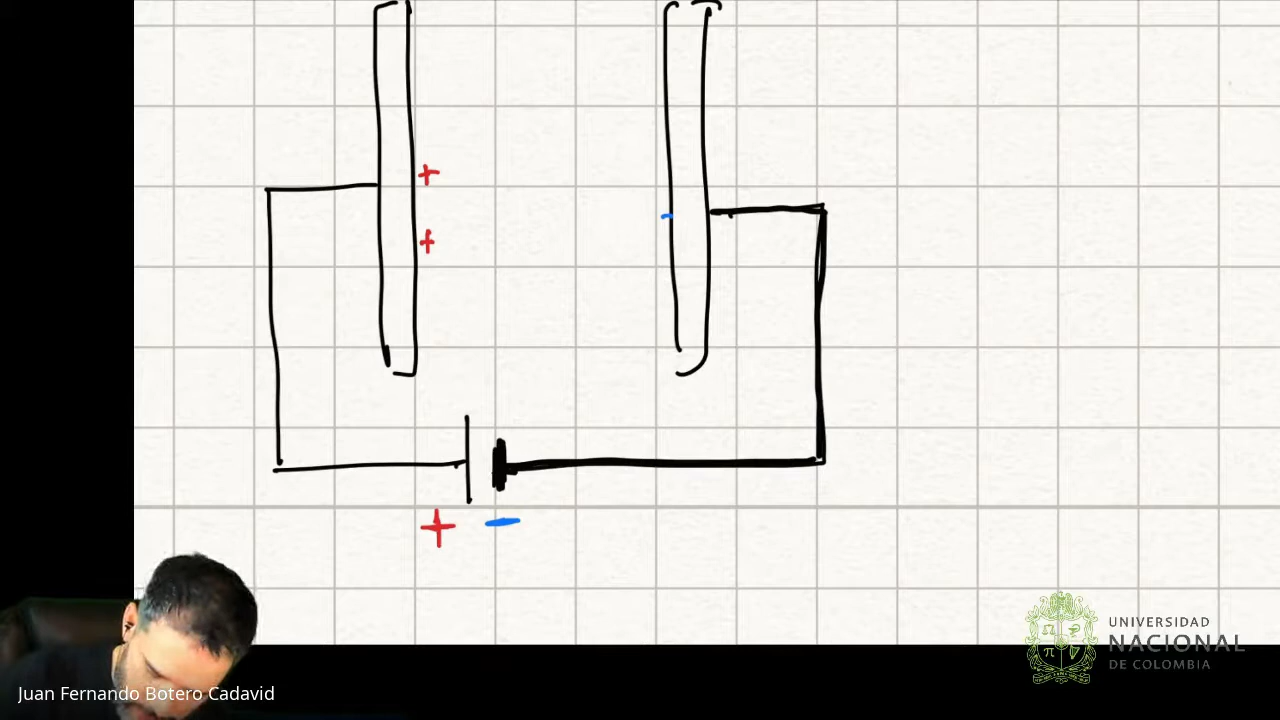 +
+
-
+ -
UNIVERSIDAD
NACIONAL
DE COLOMBIA
Juan Fernando Botero Cadavid